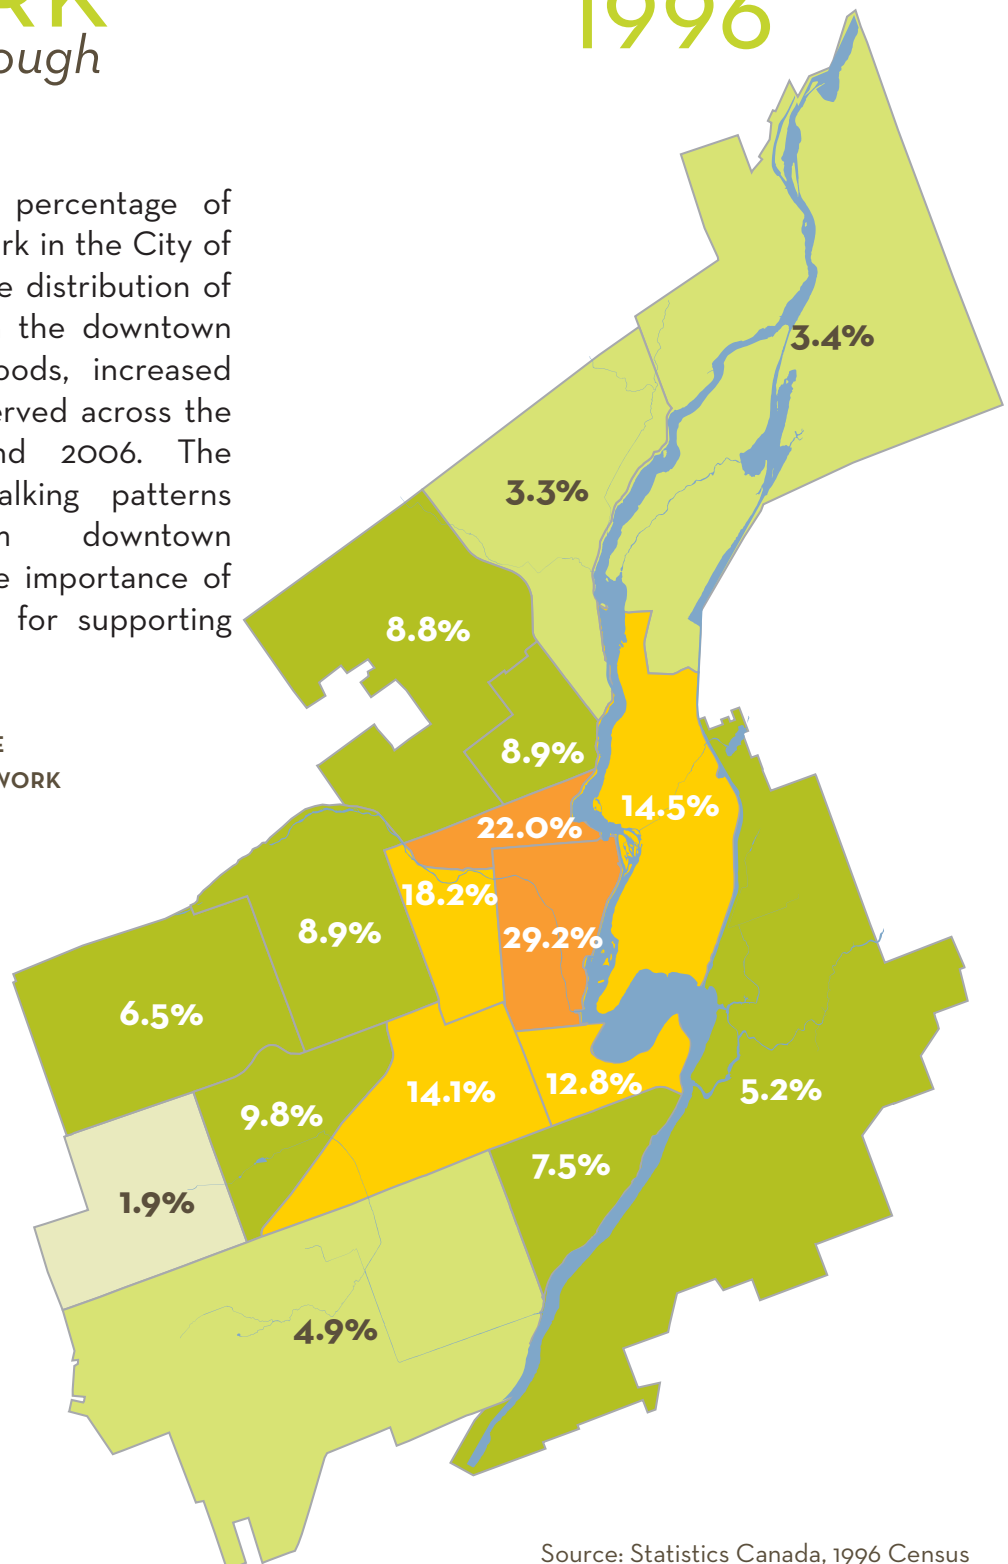 RK
ough
1996
percentage of
rk in the City of
e distribution of
the downtown
oods, increased
erved across the
nd 2006. The
alking patterns
n downtown
e importance of
for supporting
E
WORK
3.4%
3.3%
8.8%
8.9%
14.5%
22.0%
18.2%
8.9%
29.2%
6.5%
14.1%
12.8%
5.2%
9.8%
7.5%
1.9%
4.9%
Source: Statistics Canada, 1996 Census